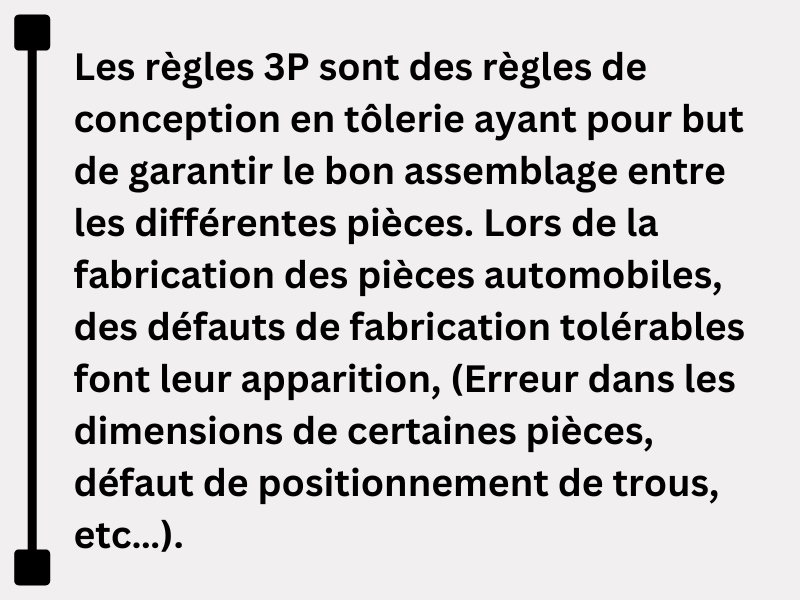 Les règles 3P sont des règles de
conception en tôlerie ayant pour but
de garantir le bon assemblage entre
les différentes pièces. Lors de la
fabrication des pièces automobiles,
des défauts de fabrication tolérables
font leur apparition, (Erreur dans les
dimensions de certaines pièces,
défaut de positionnement de trous,
etc...).